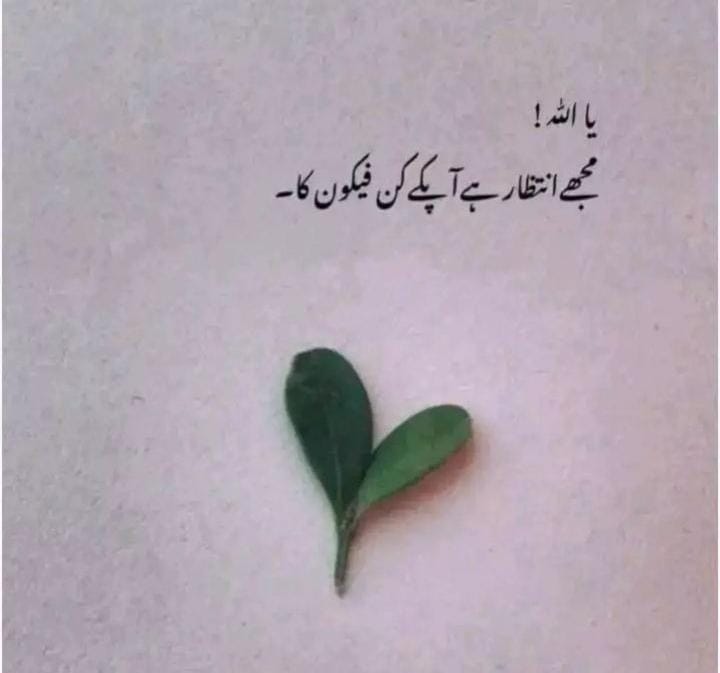 یا اللہ !
مجھے انتظار ہے آپکے کن فیکون کا۔